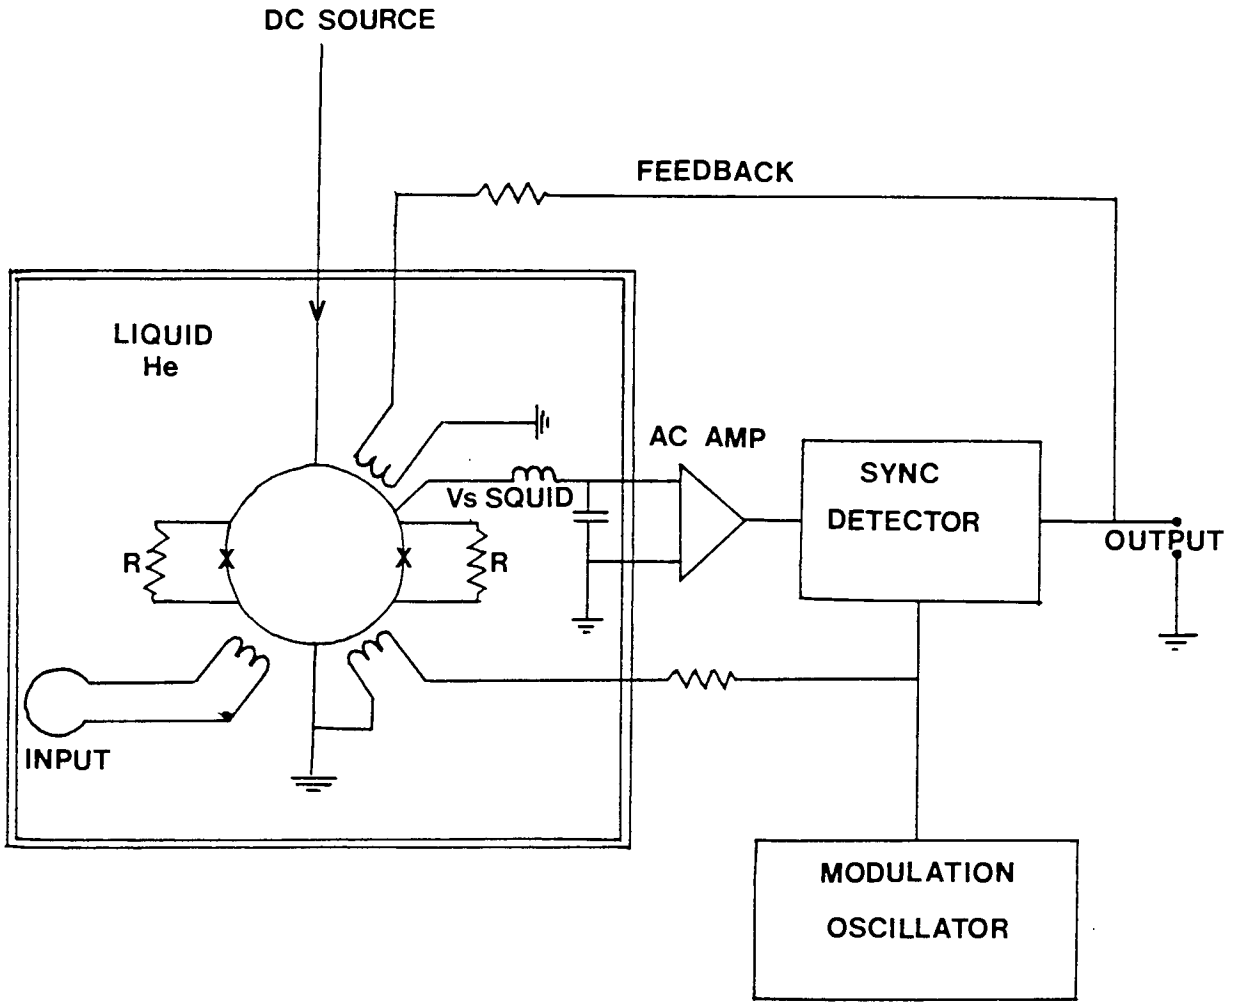 DC SOURCE
FEEDBACK
LIQUID
He
AC AMP
SYNC
DETECTOR
Vs SQUID
OUTPUT
R
R
INPUT
MODULATION
OSCILLATOR